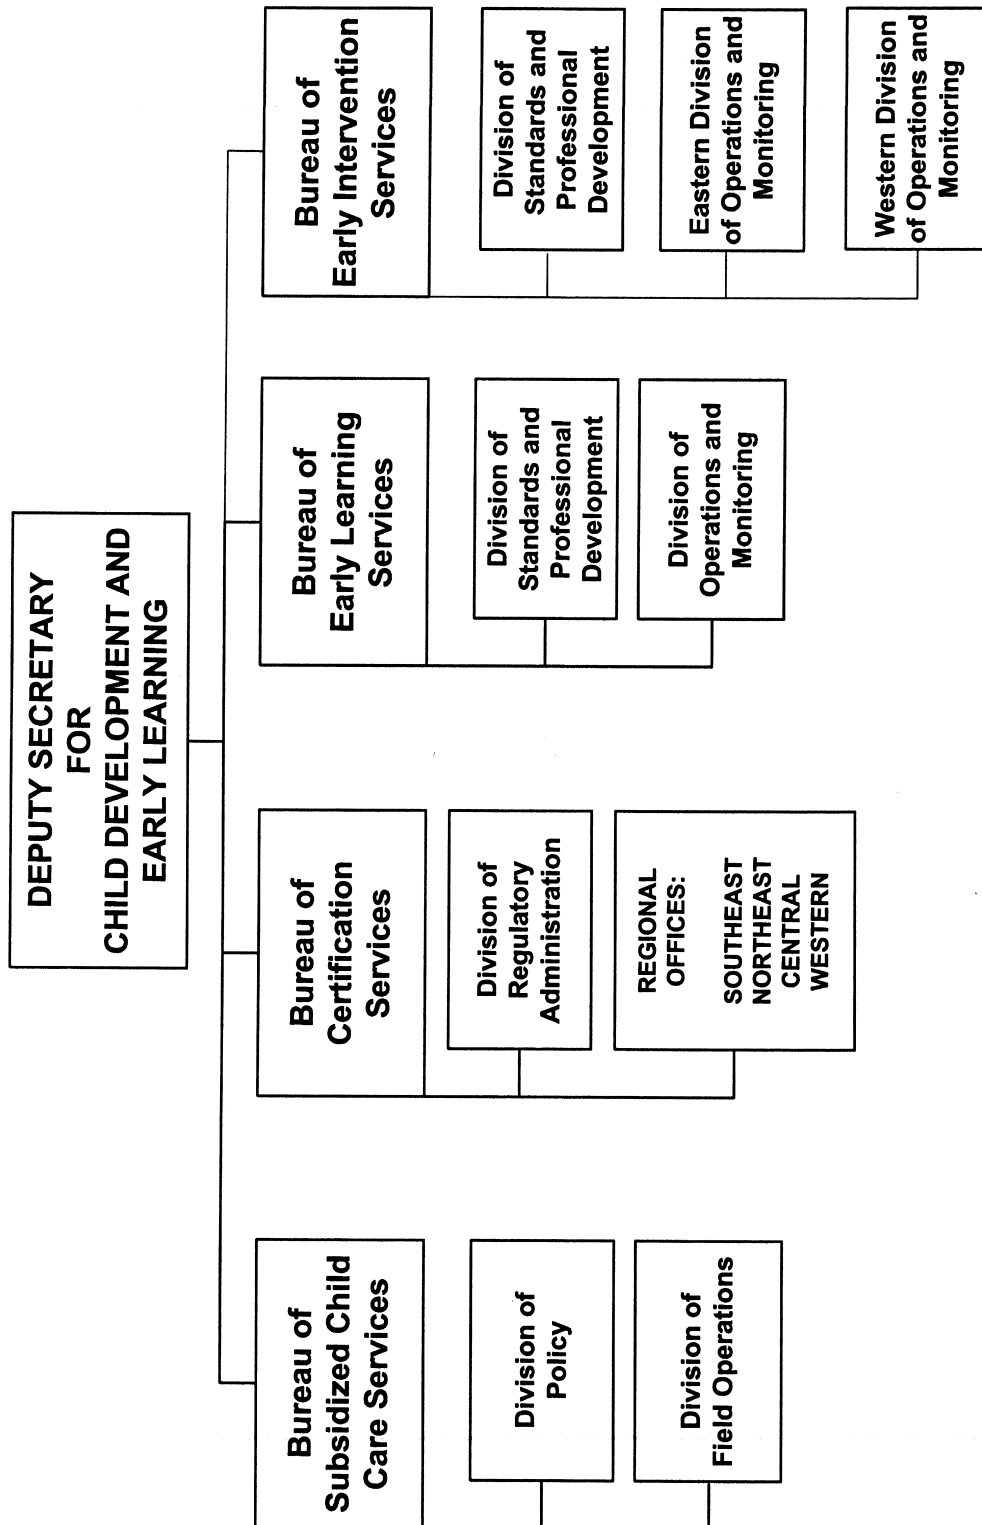 DEPUTY SECRETARY
FOR
CHILD DEVELOPMENT AND
EARLY LEARNING
Bureau of
Subsidized Child
Care Services
Division of
Policy
Division of
Field Operations
Bureau of
Certification
Services
Division of
Regulatory
Administration
REGIONAL
OFFICES:
SOUTHEAST
NORTHEAST
CENTRAL
WESTERN
Bureau of
Early Learning
Services
Division of
Standards and
Professional
Development
Division of
Operations and
Monitoring
Bureau of
Early Intervention
Services
Division of
Standards and
Professional
Development
Eastern Division
of Operations and
Monitoring
Western Division
of Operations and
Monitoring